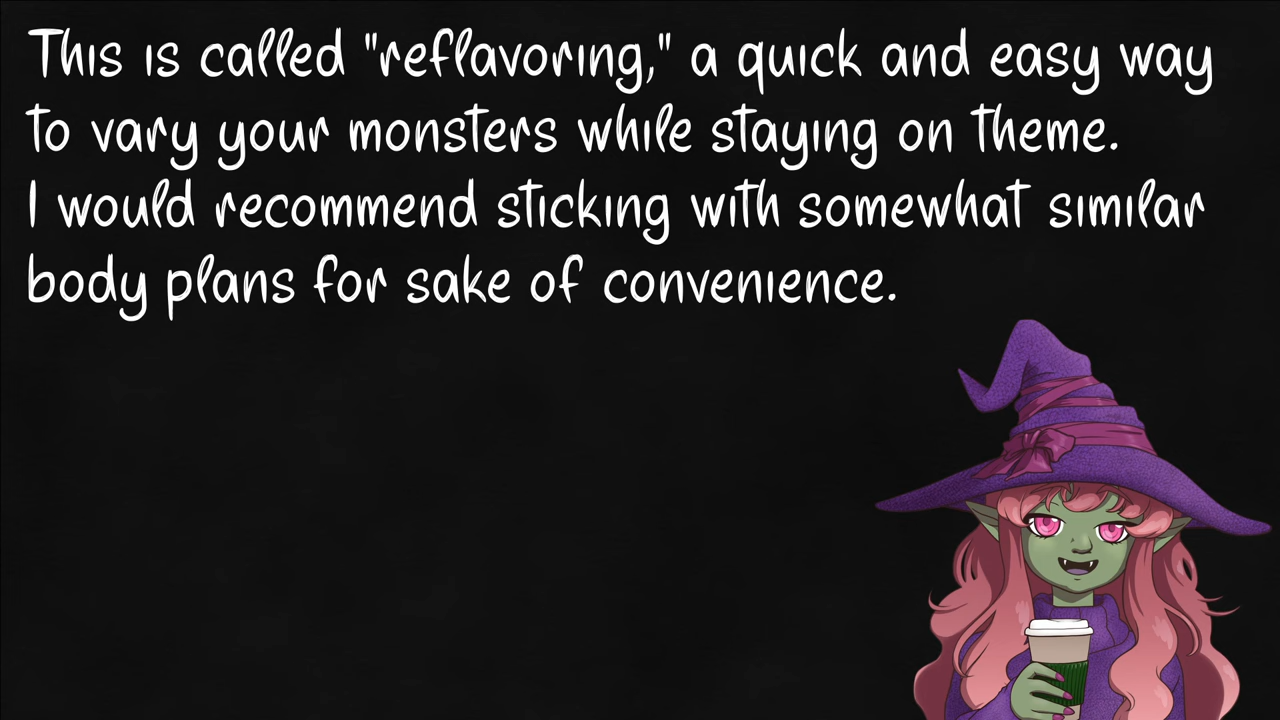 This is called "reflavoring," a quick and easy way
to vary your monsters while staying on theme.
I would recommend sticking with somewhat similar
body plans for sake of convenience.